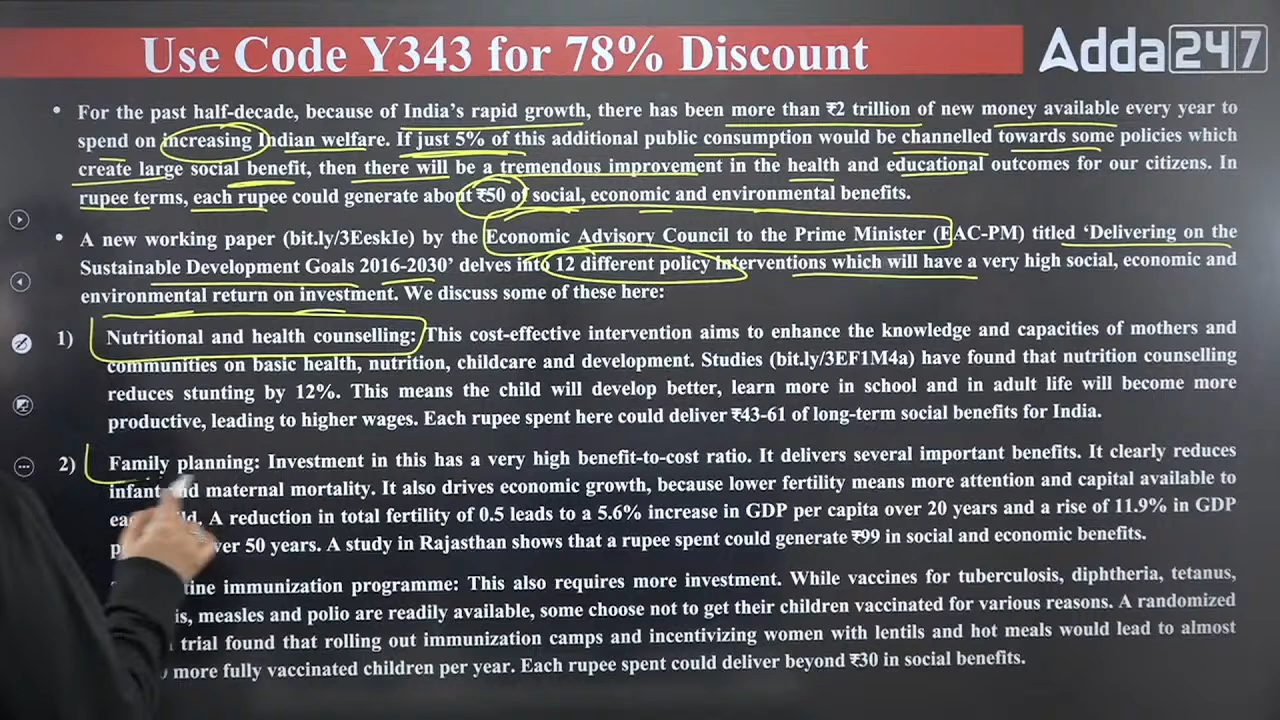 Use Code Y343 for 78% Discount
Adda247
• For the past half-decade, because of India's rapid growth, there has been more than ₹2 trillion of new money available every year to
spend on increasing Indian welfare. If just 5% of this additional public consumption would be channelled towards some policies which
create large social benefit, then there will be a tremendous improvement in the health and educational outcomes for our citizens. In
rupee terms, each rupee could generate about ₹50 of social, economic and environmental benefits.
• A new working paper (bit.ly/3EeskIe) by the Economic Advisory Council to the Prime Minister (EAC-PM) titled 'Delivering on the
Sustainable Development Goals 2016-2030' delves into 12 different policy interventions which will have a very high social, economic and
environmental return on investment. We discuss some of these here:
1) Nutritional and health counselling: This cost-effective intervention aims to enhance the knowledge and capacities of mothers and
communities on basic health, nutrition, childcare and development. Studies (bit.ly/3EF1M4a) have found that nutrition counselling
reduces stunting by 12%. This means the child will develop better, learn more in school and in adult life will become more
productive, leading to higher wages. Each rupee spent here could deliver ₹43-61 of long-term social benefits for India.
2) Family planning: Investment in this has a very high benefit-to-cost ratio. It delivers several important benefits. It clearly reduces
infant and maternal mortality. It also drives economic growth, because lower fertility means more attention and capital available to
A reduction in total fertility of 0.5 leads to a 5.6% increase in GDP per capita over 20 years and a rise of 11.9% in GDP
over 50 years. A study in Rajasthan shows that a rupee spent could generate ₹99 in social and economic benefits.
immunization programme: This also requires more investment. While vaccines for tuberculosis, diphtheria, tetanus,
measles and polio are readily available, some choose not to get their children vaccinated for various reasons. A randomized
trial found that rolling out immunization camps and incentivizing women with lentils and hot meals would lead to almost
more fully vaccinated children per year. Each rupee spent could deliver beyond ₹30 in social benefits.